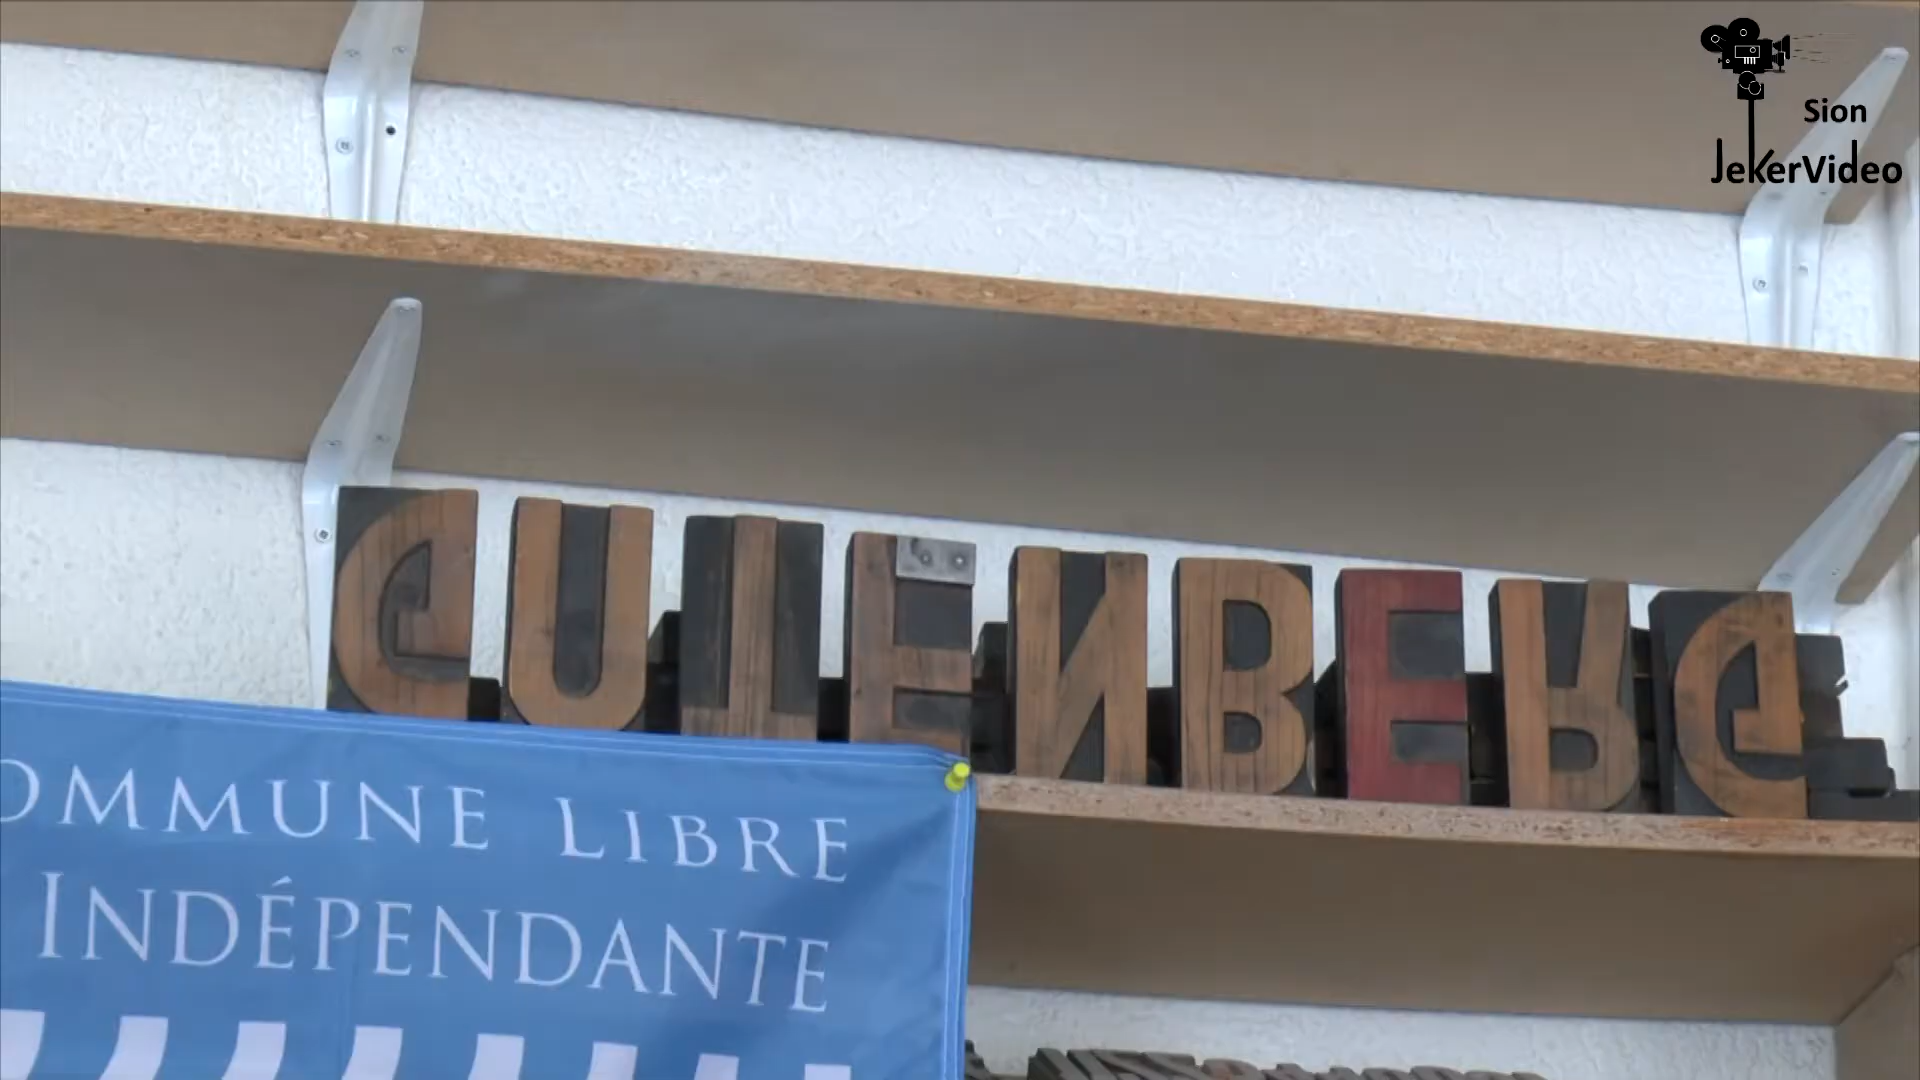 Sion
JekerVideo
GUTENBERG
OMMUNE LIBRE
INDÉPENDANTE